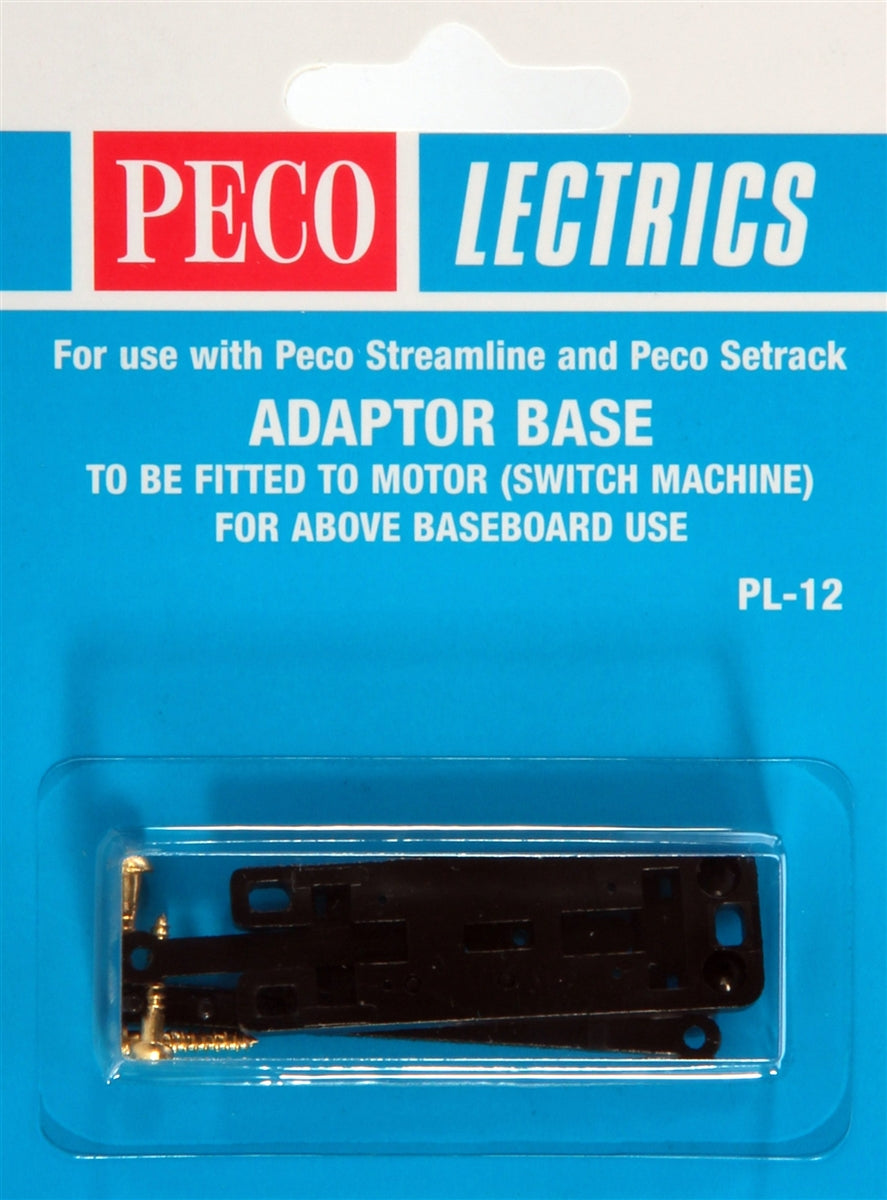 PECO LECTRICS
For use with Peco Streamline and Peco Setrack
ADAPTOR BASE
TO BE FITTED TO MOTOR (SWITCH MACHINE)
FOR ABOVE BASEBOARD USE
PL-12